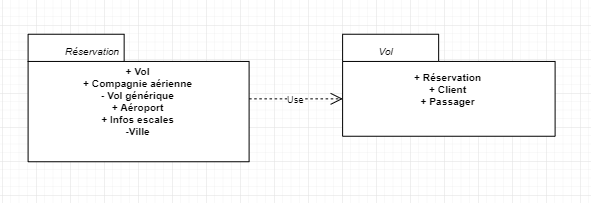 Réservation
+ Vol
+ Compagnie aérienne
- Vol générique
+ Aéroport
+ Infos escales
-Ville
Use
Vol
+ Réservation
+ Client
+ Passager